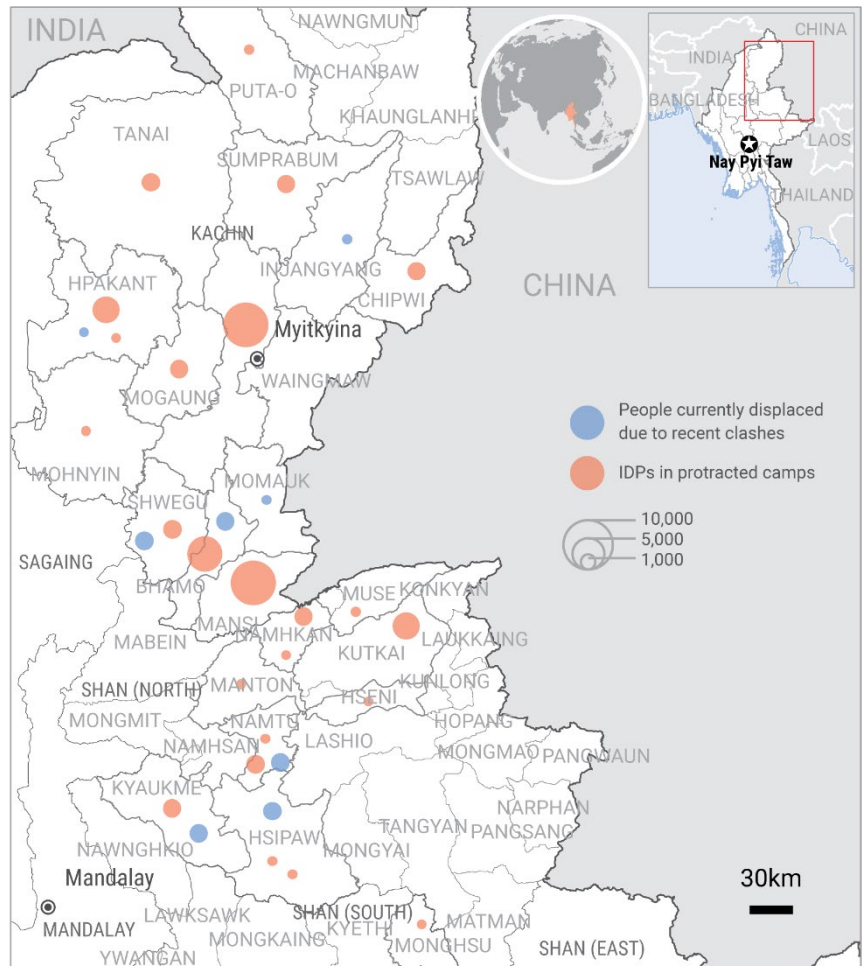 INDIA
NAWNGMUN
MACHANBAW
PUTA-O
KHAUNGLANHPU
TANAI
SUMPRABUM
TSAWLAW
KACHIN
INJANGYANG
HPAKANT
CHIPWI
CHINA
Myitkyina
WAINGMAW
MOGAUNG
MOHNYIN
MOMAUK
SHWEGU
SAGAING
BHAMO
MANSI
MUSE
KONKYAN
NAMHKAN
LAUKKAING
MABEIN
KUTKAI
SHAN (NORTH)
MANTON
KUNLONG
HSENI
MONGMIT
NAMTU
HOPANG
NAMHSAN
LASHIO
MONGMAO
PANGWAUN
KYAUKME
NARPHAN
TANGYAN
PANGSANG
NAWNGHKIO
HSIPAW
MONGYAI
Mandalay
MANDALAY
LAWKSAWK
SHAN (SOUTH)
KYETHI
MATMAN
MONGKAING
MONGHSU
SHAN (EAST)
YWANGAN
CHINA
INDIA
BANGLADESH
LAOS
Nay Pyi Taw
THAILAND
People currently displaced
due to recent clashes
IDPs in protracted camps
10,000
5,000
1,000
30km